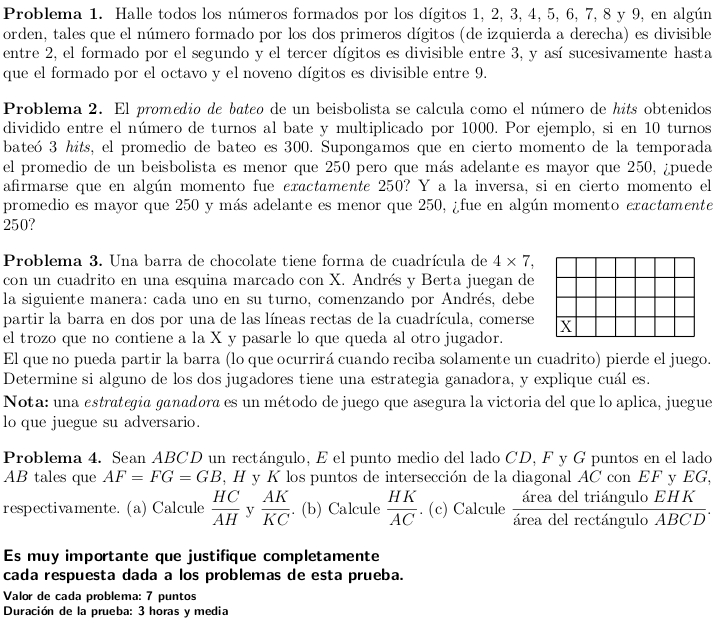 Problema 1. Halle todos los números formados por los dígitos 1, 2, 3, 4, 5, 6, 7, 8 y 9, en algún
orden, tales que el número formado por los dos primeros dígitos (de izquierda a derecha) es divisible
entre 2, el formado por el segundo y el tercer dígitos es divisible entre 3, y así sucesivamente hasta
que el formado por el octavo y el noveno dígitos es divisible entre 9.
Problema 2. El promedio de bateo de un beisbolista se calcula como el número de hits obtenidos
dividido entre el número de turnos al bate y multiplicado por 1000. Por ejemplo, si en 10 turnos
bateó 3 hits, el promedio de bateo es 300. Supongamos que en cierto momento de la temporada
el promedio de un beisbolista es menor que 250 pero que más adelante es mayor que 250, ¿puede
afirmarse que en algún momento fue exactamente 250? Y a la inversa, si en cierto momento el
promedio es mayor que 250 y más adelante es menor que 250, ¿fue en algún momento exactamente
250?
Problema 3. Una barra de chocolate tiene forma de cuadrícula de 4 × 7,
con un cuadrito en una esquina marcado con X. Andrés y Berta juegan de
la siguiente manera: cada uno en su turno, comenzando por Andrés, debe
partir la barra en dos por una de las líneas rectas de la cuadrícula, comerse
el trozo que no contiene a la X y pasarle lo que queda al otro jugador.
X
El que no pueda partir la barra (lo que ocurrirá cuando reciba solamente un cuadrito) pierde el juego.
Determine si alguno de los dos jugadores tiene una estrategia ganadora, y explique cuál es.
Nota: una estrategia ganadora es un método de juego que asegura la victoria del que lo aplica, juegue
lo que juegue su adversario.
Problema 4. Sean ABCD un rectángulo, E el punto medio del lado CD, F y G puntos en el lado
AB tales que AF = FG = GB, H y K los puntos de intersección de la diagonal AC con EF y EG,
respectivamente. (a) Calcule HC/AH y AK/KC. (b) Calcule HK/AC. (c) Calcule área del triángulo EHK/área del rectángulo ABCD.
Es muy importante que justifique completamente
cada respuesta dada a los problemas de esta prueba.
Valor de cada problema: 7 puntos
Duración de la prueba: 3 horas y media